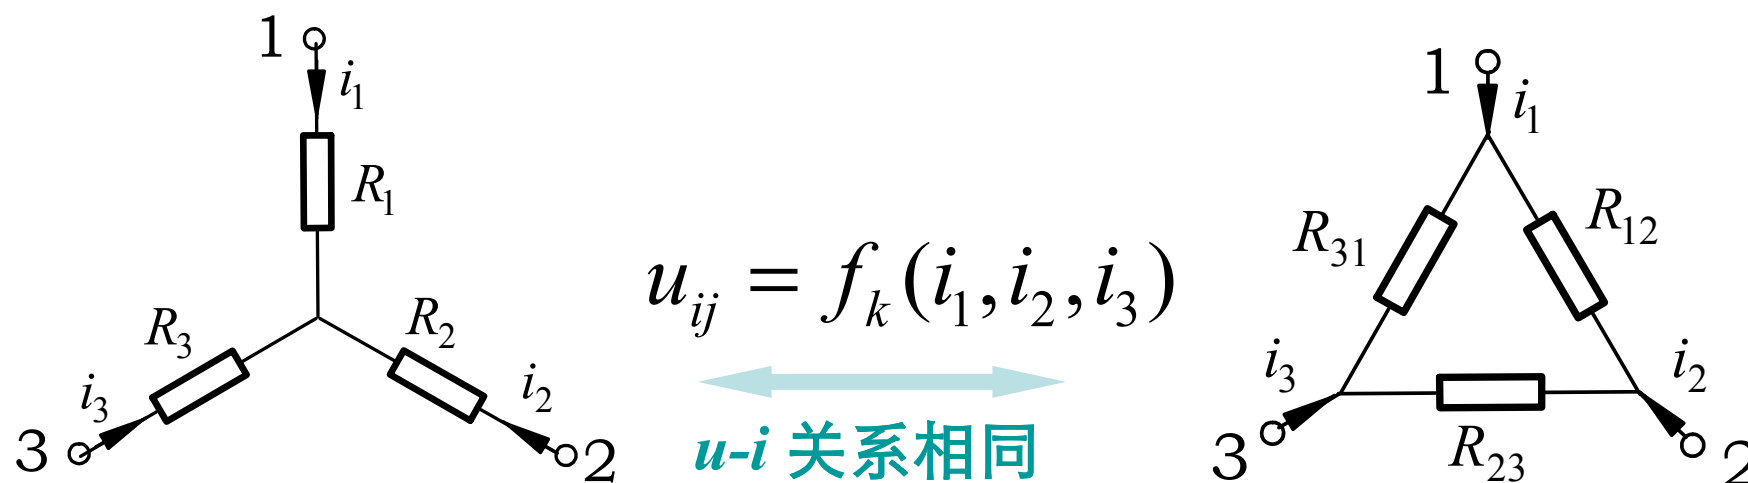 1
i₁
R₁
R₃
R₂
i₃
i₂
3
2
uᵢⱼ = fₖ(i₁,i₂,i₃)
u-i 关系相同
1
i₁
R₃₁
R₁₂
i₃
i₂
3
R₂₃
2